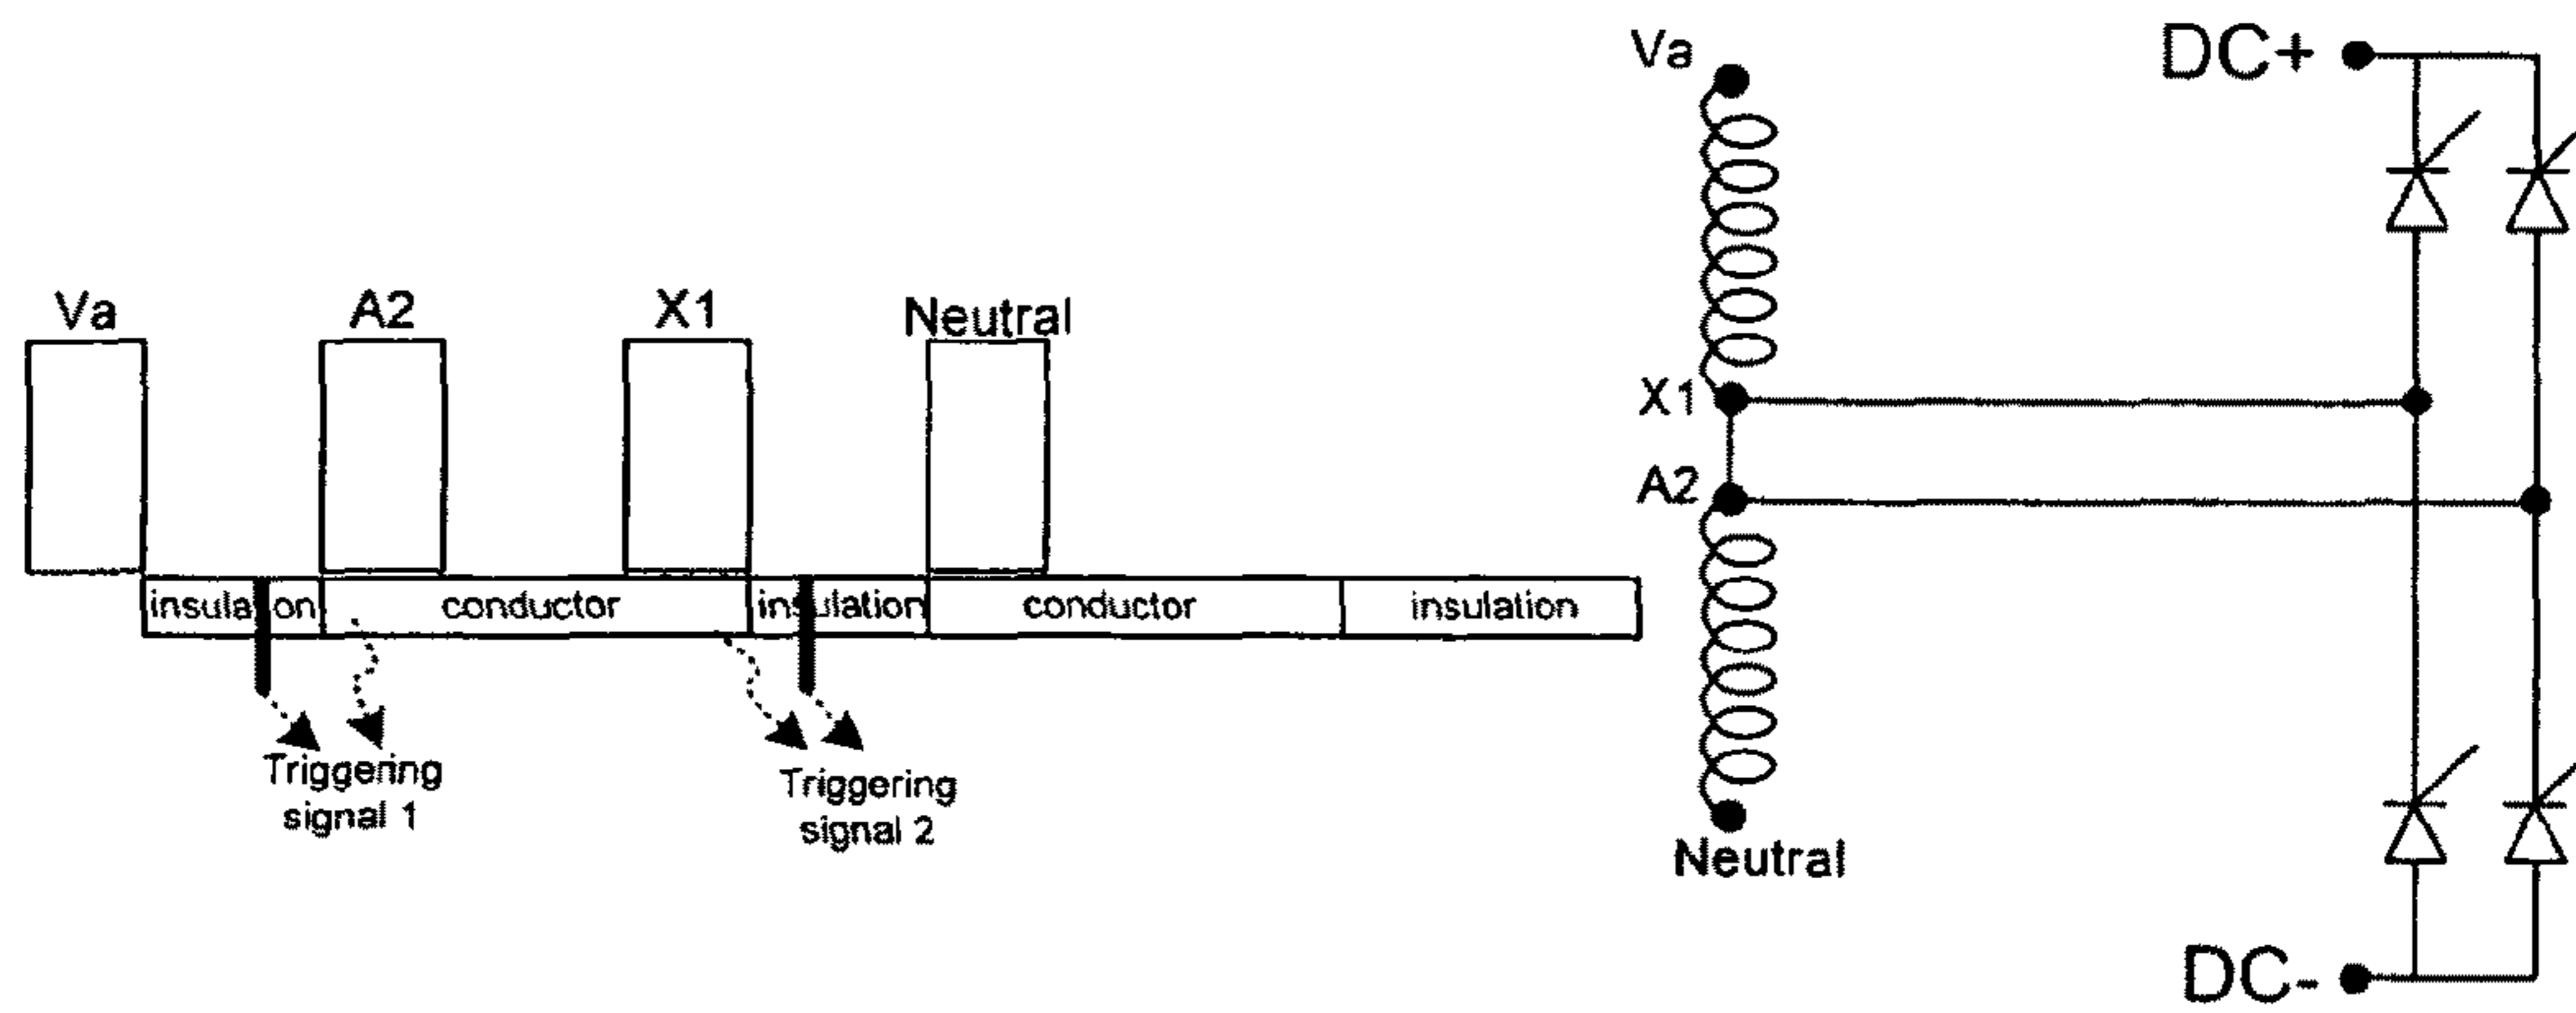 Va
A2
X1
Neutral
insulation
conductor
insulation
conductor
insulation
Triggering
signal 1
Triggering
signal 2
Va
X1
A2
Neutral
DC+
DC-